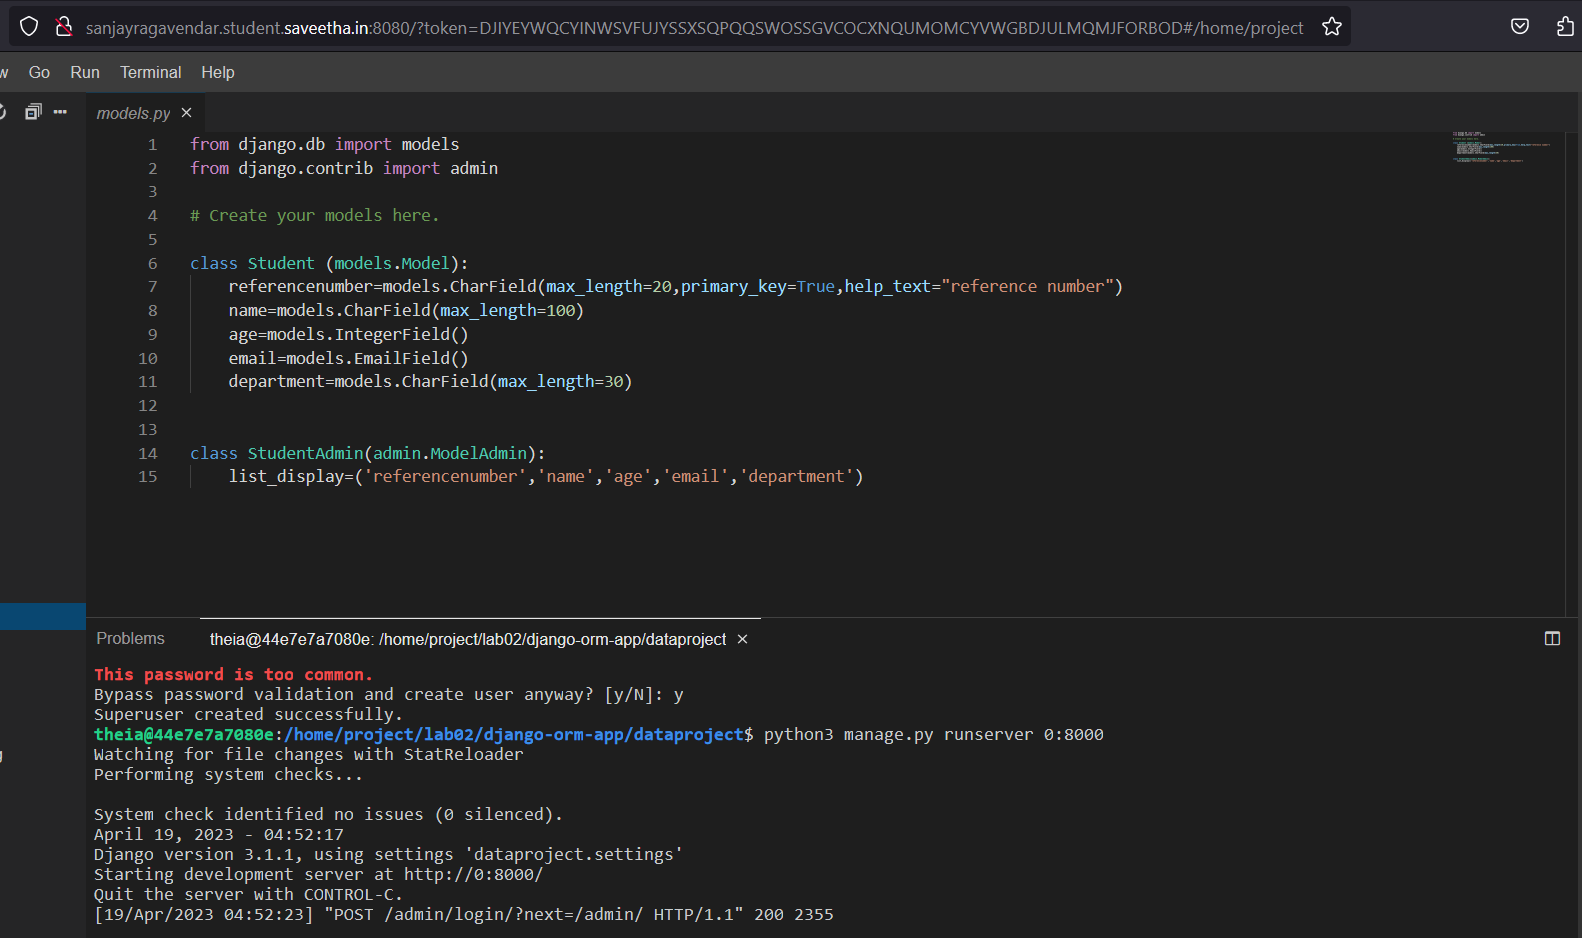 sanjayragavendar.student.saveetha.in:8080/?token=DJIYEYWQCYINWSVFUJYSSXSQPQQSWOSSGVCOCXNQUMOMCYVWGBDJULMQMJFORBOD#/home/project
w Go Run Terminal Help
models.py
1 from django.db import models
2 from django.contrib import admin
3
4 # Create your models here.
5
6 class Student (models.Model):
7 referencenumber=models.CharField(max_length=20,primary_key=True,help_text="reference number")
8 name=models.CharField(max_length=100)
9 age=models.IntegerField()
10 email=models.EmailField()
11 department=models.CharField(max_length=30)
12
13
14 class StudentAdmin(admin.ModelAdmin):
15 list_display=('referencenumber','name','age','email','department')
Problems theia@44e7e7a7080e: /home/project/lab02/django-orm-app/dataproject
This password is too common.
Bypass password validation and create user anyway? [y/N]: y
Superuser created successfully.
theia@44e7e7a7080e:/home/project/lab02/django-orm-app/dataproject$ python3 manage.py runserver 0:8000
Watching for file changes with StatReloader
Performing system checks...
System check identified no issues (0 silenced).
April 19, 2023 - 04:52:17
Django version 3.1.1, using settings 'dataproject.settings'
Starting development server at http://0:8000/
Quit the server with CONTROL-C.
[19/Apr/2023 04:52:23] "POST /admin/login/?next=/admin/ HTTP/1.1" 200 2355